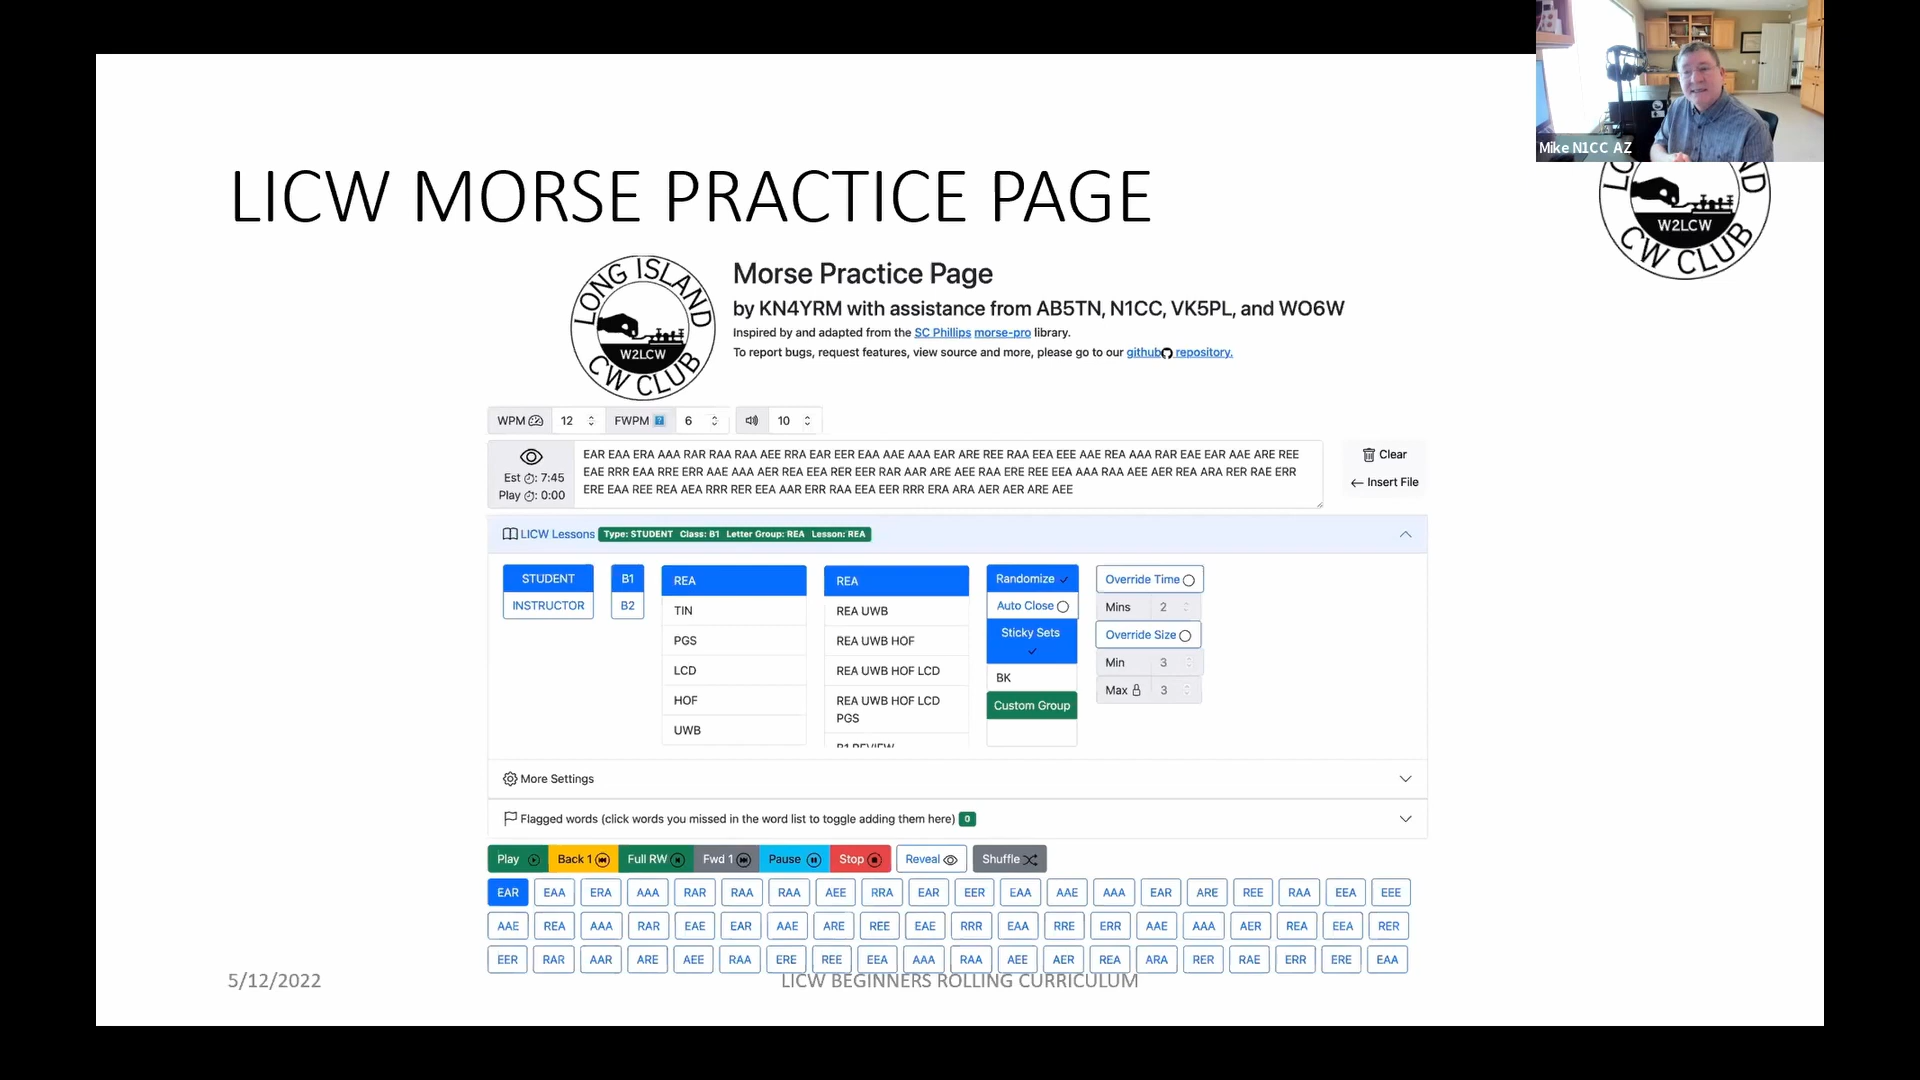 Mike N1CC AZ
LICW MORSE PRACTICE PAGE
W2LCW
CW CLUB
LONG ISLAND
W2LCW
CW CLUB
Morse Practice Page
by KN4YRM with assistance from AB5TN, N1CC, VK5PL, and WO6W
Inspired by and adapted from the SC Phillips morse-pro library.
To report bugs, request features, view source and more, please go to our github repository.
WPM 12 FWPM ? 6 10
EAR EAA ERA AAA RAR RAA RAA AEE RRA EAR EER EAA AAE AAA EAR ARE REE RAA EEA EEE AAE REA AAA RAR EAE EAR AAE ARE REE
EAE RRR EAA RRE ERR AAE AAA AER REA EEA RER EER RAR AAR ARE AEE RAA ERE REE EEA AAA RAA AEE AER REA ARA RER RAE ERR
ERE EAA REE REA AEA RRR RER EEA AAR ERR RAA EEA EER RRR ERA ARA AER AER ARE AEE
Est : 7:45
Play : 0:00
Clear
Insert File
LICW Lessons Type: STUDENT Class: B1 Letter Group: REA Lesson: REA
STUDENT
INSTRUCTOR
B1
B2
REA
TIN
PGS
LCD
HOF
UWB
REA
REA UWB
REA UWB HOF
REA UWB HOF LCD
REA UWB HOF LCD
PGS
B1 REVIEW
Randomize
Auto Close
Sticky Sets
BK
Custom Group
Override Time
Mins 2
Override Size
Min 3
Max 3
More Settings
Flagged words (click words you missed in the word list to toggle adding them here) 0
Play Back 1 Full RW Fwd 1 Pause Stop Reveal Shuffle
EAR EAA ERA AAA RAR RAA RAA AEE RRA EAR EER EAA AAE AAA EAR ARE REE RAA EEA EEE
AAE REA AAA RAR EAE EAR AAE ARE REE EAE RRR EAA RRE ERR AAE AAA AER REA EEA RER
EER RAR AAR ARE AEE RAA ERE REE EEA AAA RAA AEE AER REA ARA RER RAE ERR ERE EAA
5/12/2022
LICW BEGINNERS ROLLING CURRICULUM